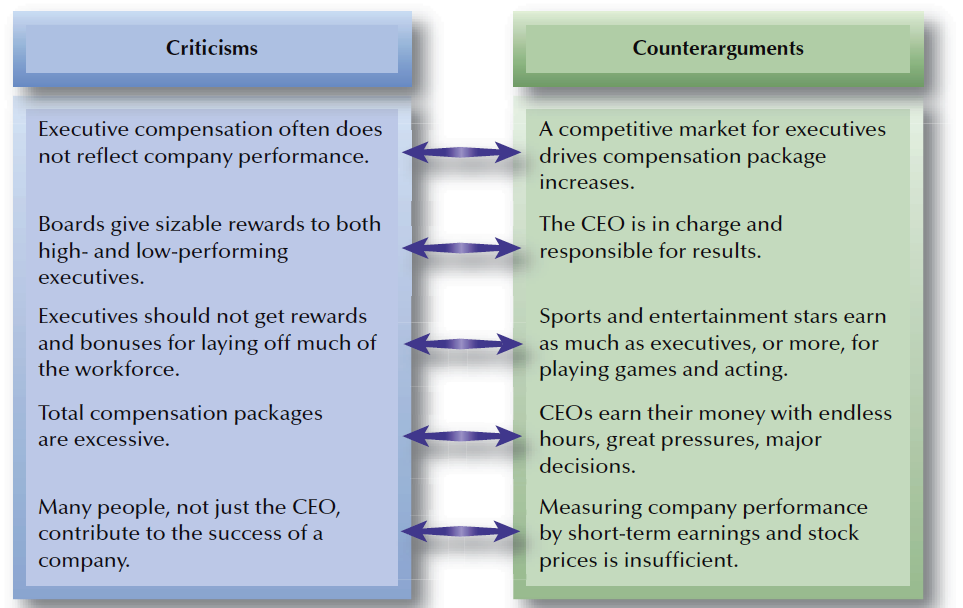 Criticisms
Counterarguments
Executive compensation often does
not reflect company performance.
A competitive market for executives
drives compensation package
increases.
Boards give sizable rewards to both
high- and low-performing
executives.
The CEO is in charge and
responsible for results.
Executives should not get rewards
and bonuses for laying off much of
the workforce.
Sports and entertainment stars earn
as much as executives, or more, for
playing games and acting.
Total compensation packages
are excessive.
CEOs earn their money with endless
hours, great pressures, major
decisions.
Many people, not just the CEO,
contribute to the success of a
company.
Measuring company performance
by short-term earnings and stock
prices is insufficient.